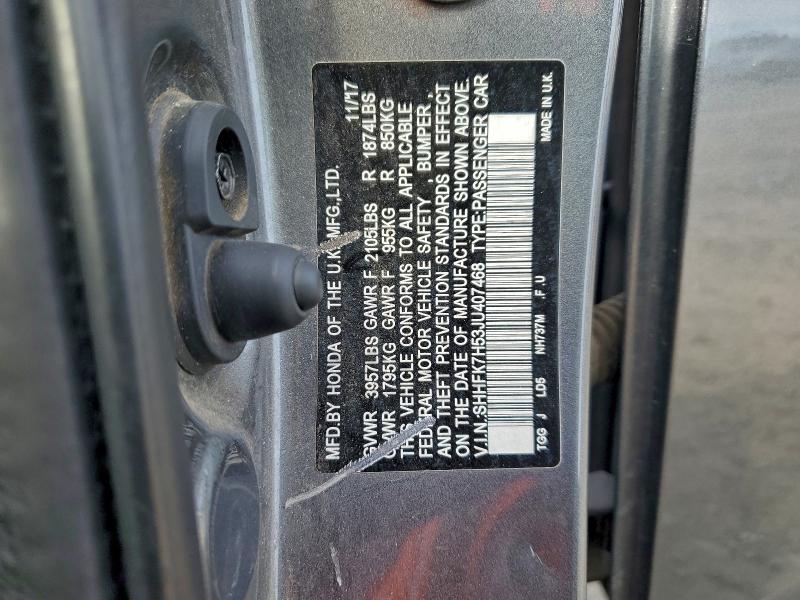 MFD.BY HONDA OF THE U.K. MFG.,LTD. 11/17
GVWR 3957LBS GAWR F 2105LBS R 1874LBS
GVWR 1795KG GAWR F 955KG R 850KG
THIS VEHICLE CONFORMS TO ALL APPLICABLE
FEDERAL MOTOR VEHICLE SAFETY , BUMPER ,
AND THEFT PREVENTION STANDARDS IN EFFECT
ON THE DATE OF MANUFACTURE SHOWN ABOVE.
V.I.N.:SHHFK7H53JU407468 TYPE:PASSENGER CAR
TGG J LD5 NH737M .F .U MADE IN U.K.